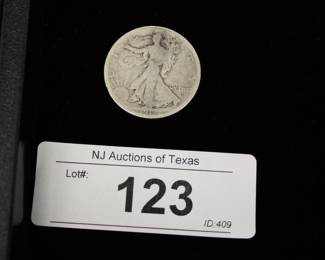 NJ Auctions of Texas
Lot#:
123
ID:409